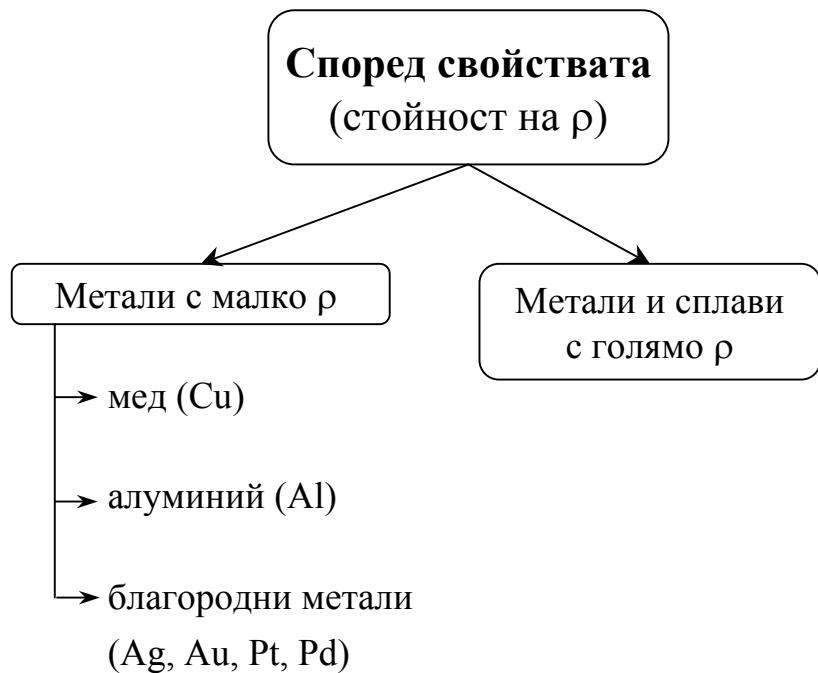 Според свойствата
(стойност на ρ)
Метали с малко ρ
Метали и сплави
с голямо ρ
мед (Cu)
алуминий (Al)
благородни метали
(Ag, Au, Pt, Pd)